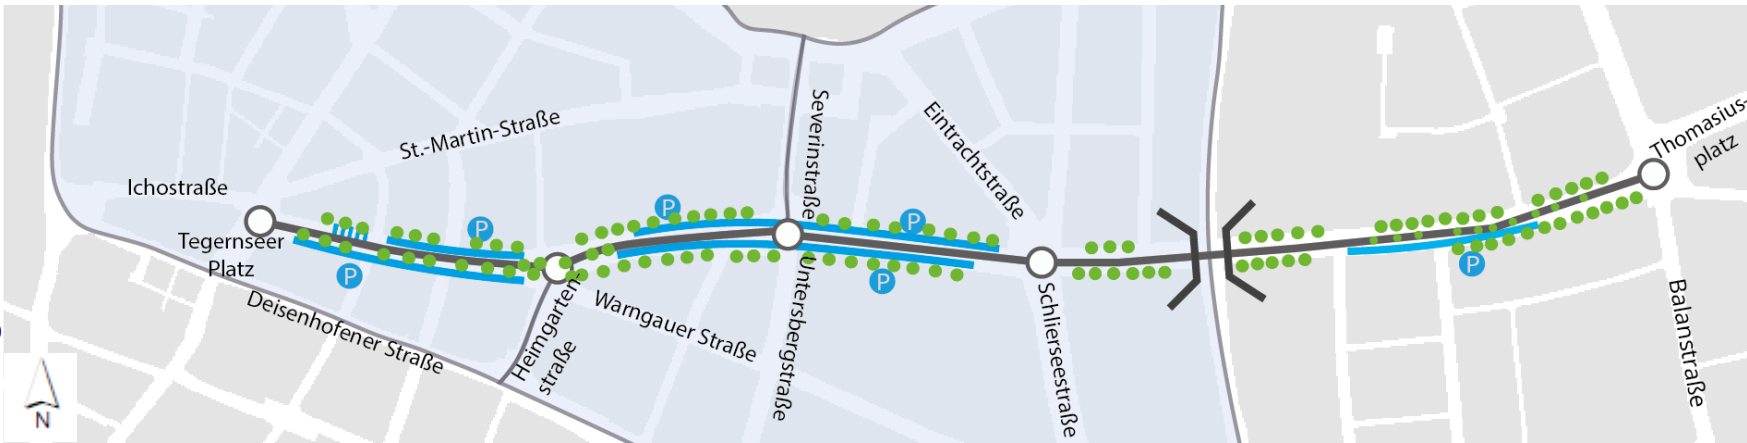 St.-Martin-Straße
Ichostraße
Tegernseer
Platz
Deisenhofener Straße
P
P
P
P
P
P
Heimgarten-
straße
Warngauer Straße
Severinstraße
Untersbergstraße
Eintrachtstraße
Schlierseestraße
Thomasius-
platz
Balanstraße
N